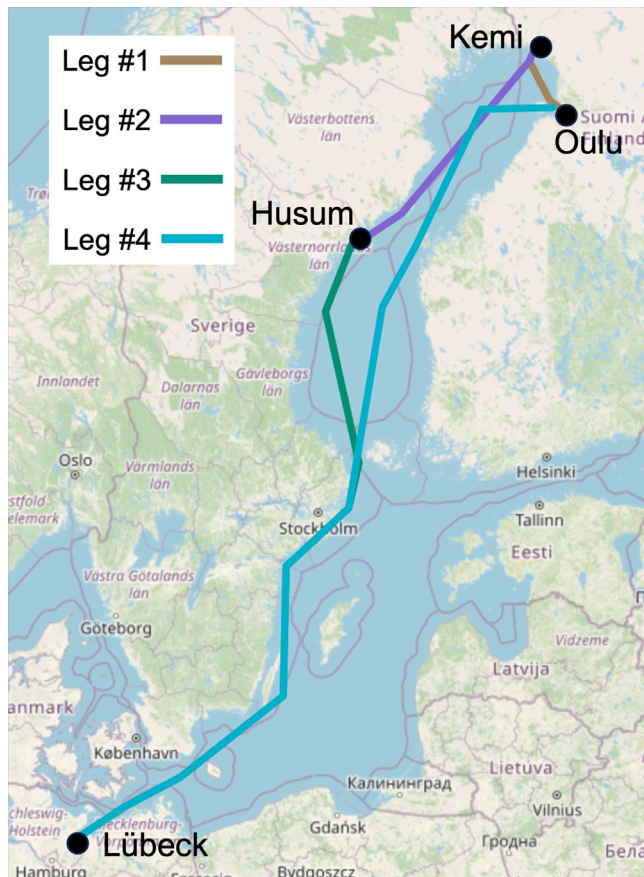 Kemi
Leg #1
Leg #2
Leg #3
Leg #4
Västerbottens
län
Suomi
Oulu
Husum
Västernorrlands
län
Sverige
Gävleborgs
län
Innlandet
Dalarnas
län
Oslo
Värmlands
län
Helsinki
Stockholm
Tallinn
Eesti
Västra Götalands
län
Göteborg
Vidzeme
Latvija
København
Lietuva
Калининград
Vilnius
Lübeck
Gdańsk
Гродна
Hamburg
Bydgoszcz